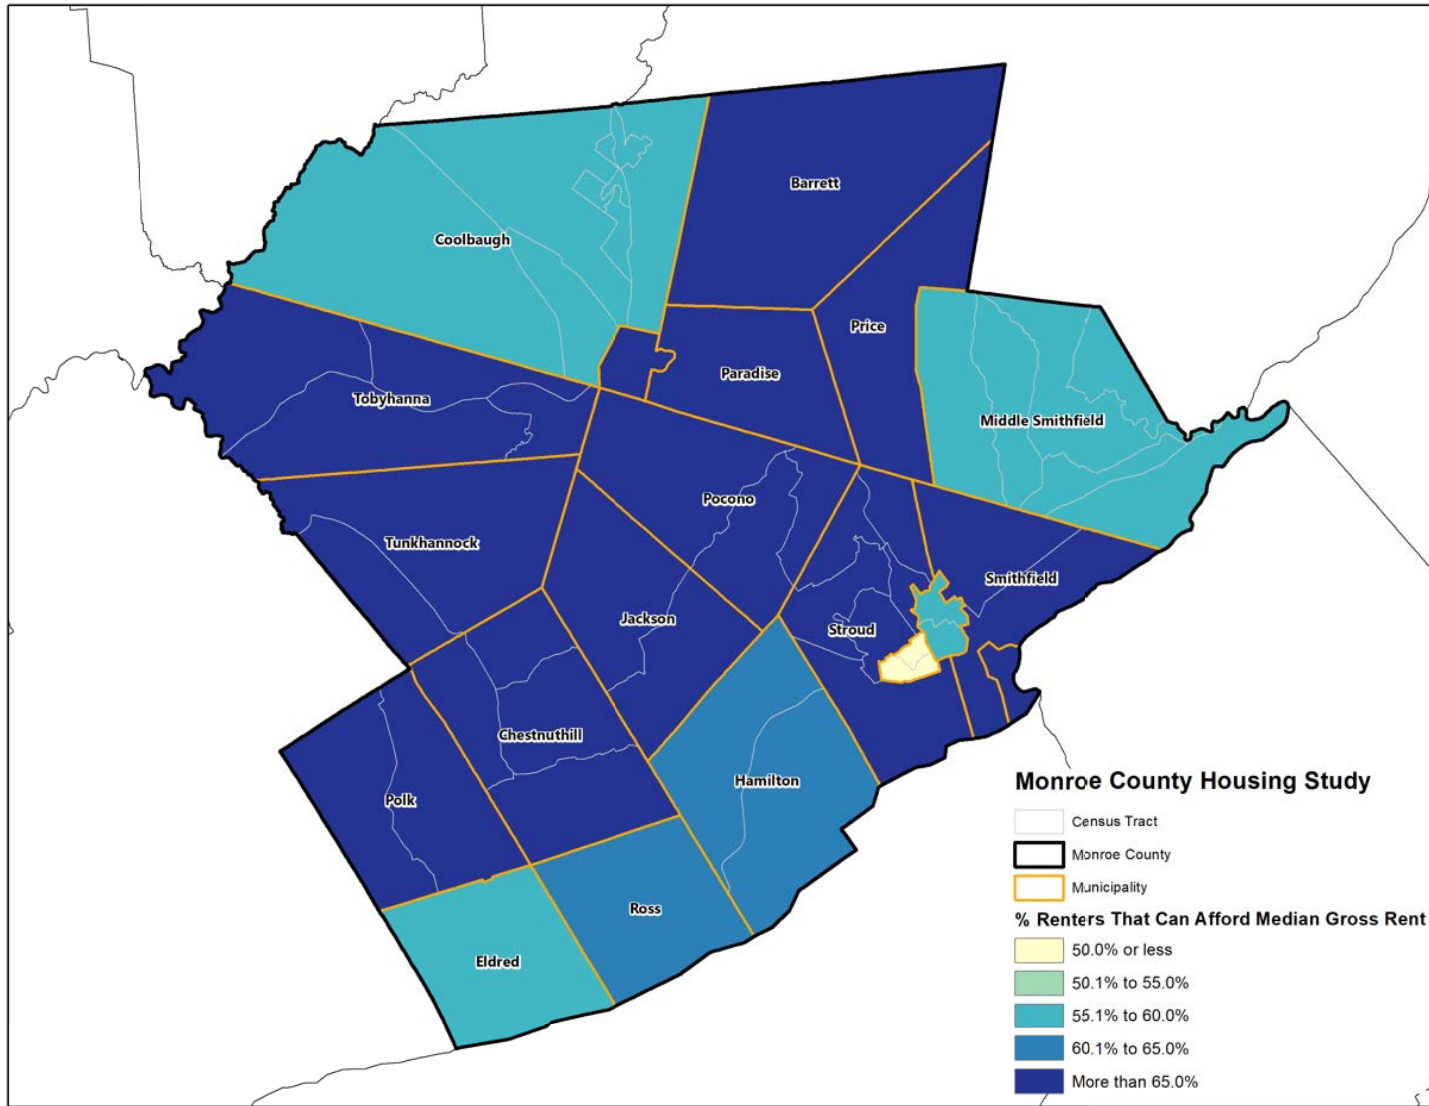 Barrett
Coolbaugh
Price
Paradise
Tobyhanna
Middle Smithfield
Pocono
Tunkhannock
Smithfield
Jackson
Stroud
Chestnuthill
Hamilton
Polk
Ross
Eldred
Monroe County Housing Study
Census Tract
Monroe County
Municipality
% Renters That Can Afford Median Gross Rent
50.0% or less
50.1% to 55.0%
55.1% to 60.0%
60.1% to 65.0%
More than 65.0%